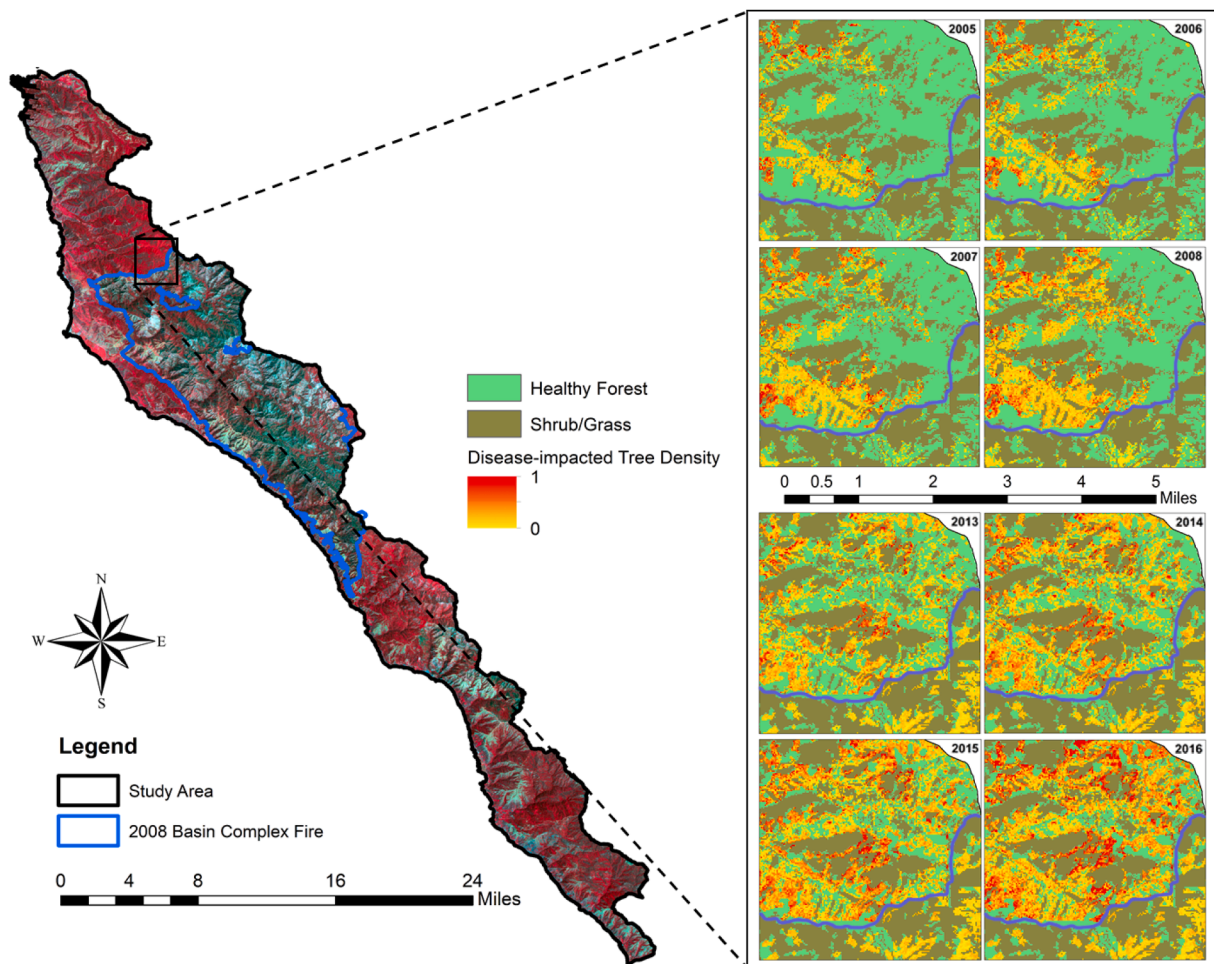 2005
2006
2007
2008
Healthy Forest
Shrub/Grass
Disease-impacted Tree Density
1
0
0 0.5 1 2 3 4 5
Miles
2013
2014
2015
2016
N
W E
S
Legend
Study Area
2008 Basin Complex Fire
0 4 8 16 24
Miles